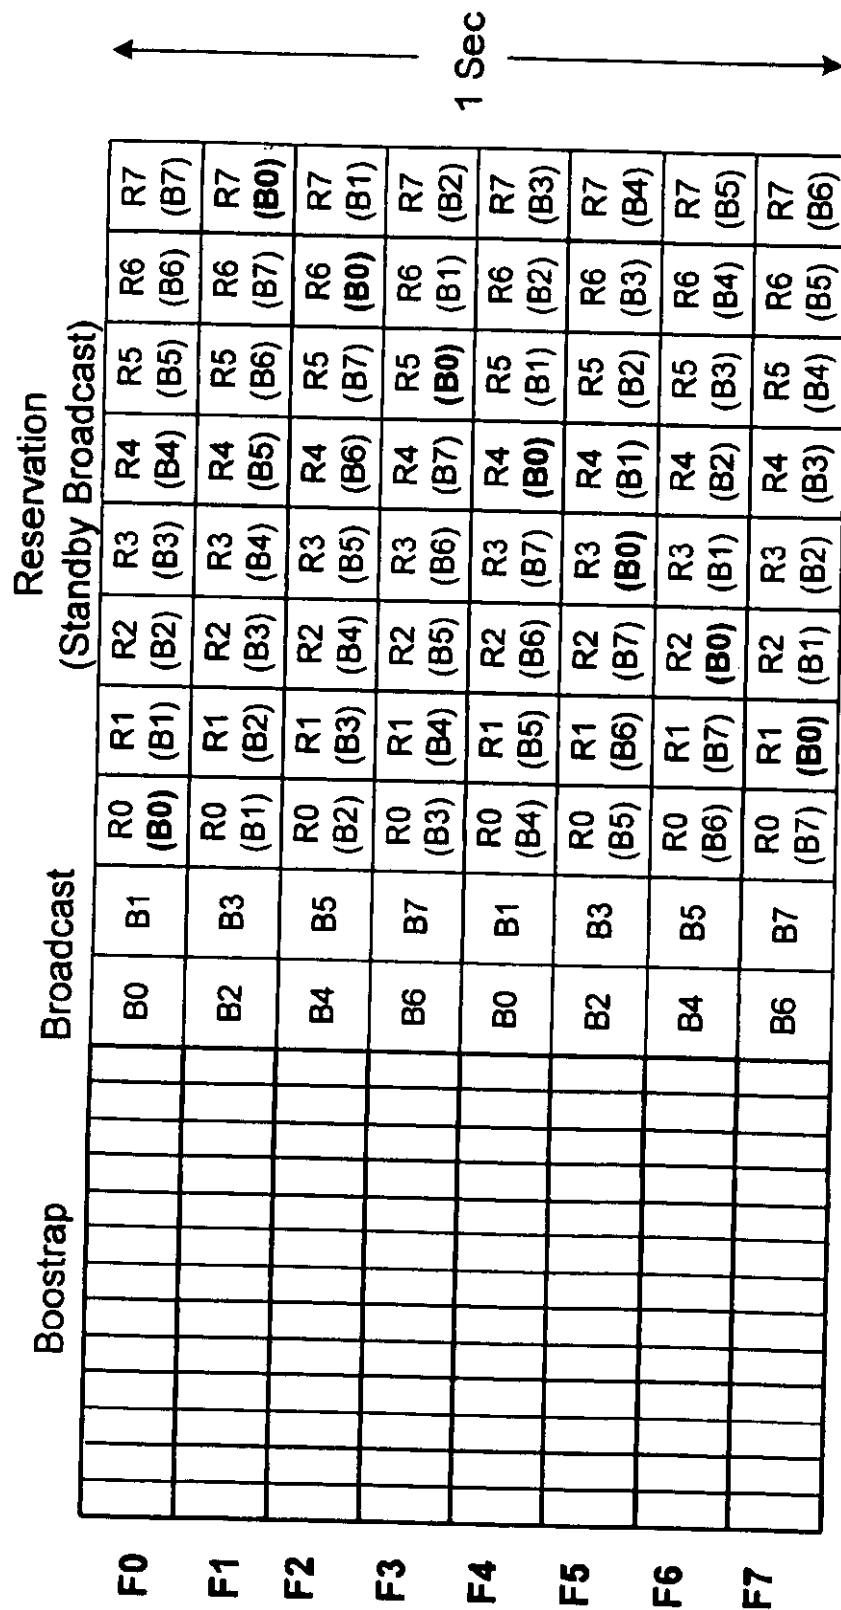 Reservation
Boostrap Broadcast (Standby Broadcast)
F0 B0 B1 R0 R1 R2 R3 R4 R5 R6 R7
(B0) (B1) (B2) (B3) (B4) (B5) (B6) (B7)
F1 B2 B3 R0 R1 R2 R3 R4 R5 R6 R7
(B1) (B2) (B3) (B4) (B5) (B6) (B7) (B0)
F2 B4 B5 R0 R1 R2 R3 R4 R5 R6 R7
(B2) (B3) (B4) (B5) (B6) (B7) (B0) (B1)
F3 B6 B7 R0 R1 R2 R3 R4 R5 R6 R7
(B3) (B4) (B5) (B6) (B7) (B0) (B1) (B2)
F4 B0 B1 R0 R1 R2 R3 R4 R5 R6 R7
(B4) (B5) (B6) (B7) (B0) (B1) (B2) (B3)
F5 B2 B3 R0 R1 R2 R3 R4 R5 R6 R7
(B5) (B6) (B7) (B0) (B1) (B2) (B3) (B4)
F6 B4 B5 R0 R1 R2 R3 R4 R5 R6 R7
(B6) (B7) (B0) (B1) (B2) (B3) (B4) (B5)
F7 B6 B7 R0 R1 R2 R3 R4 R5 R6 R7
(B7) (B0) (B1) (B2) (B3) (B4) (B5) (B6)
1 Sec